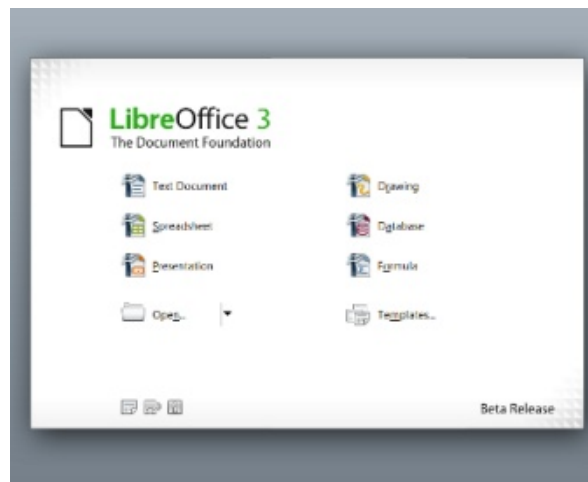 LibreOffice 3
The Document Foundation
Text Document
Drawing
Spreadsheet
Database
Presentation
Formula
Open...
Templates...
Beta Release